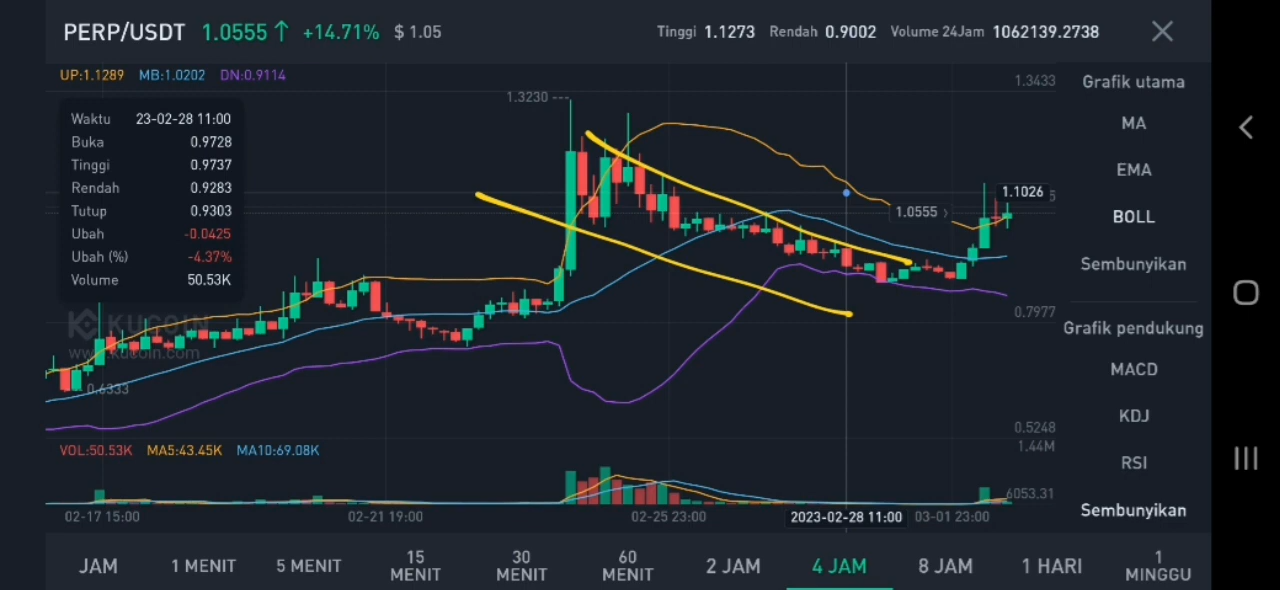 PERP/USDT 1.0555 ↑ +14.71% $ 1.05 Tinggi 1.1273 Rendah 0.9002 Volume 24Jam 1062139.2738
UP:1.1289 MB:1.0202 DN:0.9114
Waktu 23-02-28 11:00
Buka 0.9728
Tinggi 0.9737
Rendah 0.9283
Tutup 0.9303
Ubah -0.0425
Ubah (%) -4.37%
Volume 50.53K
1.3230
1.3433
1.1026
1.0555
0.7977
KUCOIN
www.kucoin.com
0.6333
0.5248
1.44M
VOL:50.53K MA5:43.45K MA10:69.08K
6053.31
02-17 15:00 02-21 19:00 02-25 23:00 2023-02-28 11:00 03-01 23:00
Grafik utama
MA
EMA
BOLL
Sembunyikan
Grafik pendukung
MACD
KDJ
RSI
Sembunyikan
JAM 1 MENIT 5 MENIT 15 MENIT 30 MENIT 60 MENIT 2 JAM 4 JAM 8 JAM 1 HARI 1 MINGGU